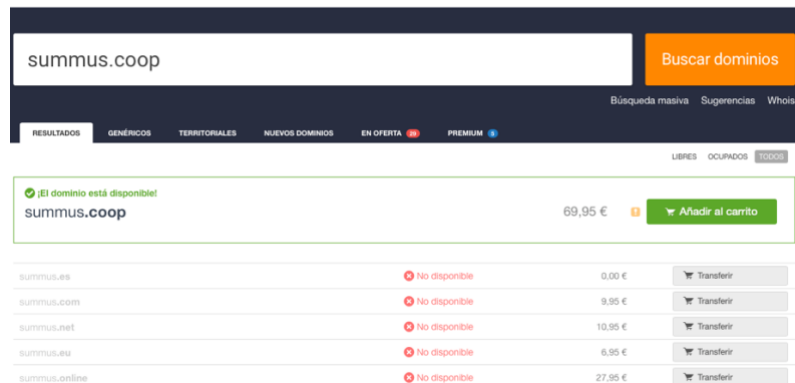 summus.coop
Buscar dominios
Búsqueda masiva Sugerencias Whois
RESULTADOS GENÉRICOS TERRITORIALES NUEVOS DOMINIOS EN OFERTA PREMIUM
LIBRES OCUPADOS TODOS
¡El dominio está disponible!
summus.coop 69,95 € Añadir al carrito
summus.es No disponible 0,00 € Transferir
summus.com No disponible 9,95 € Transferir
summus.net No disponible 10,95 € Transferir
summus.eu No disponible 6,95 € Transferir
summus.online No disponible 27,95 € Transferir